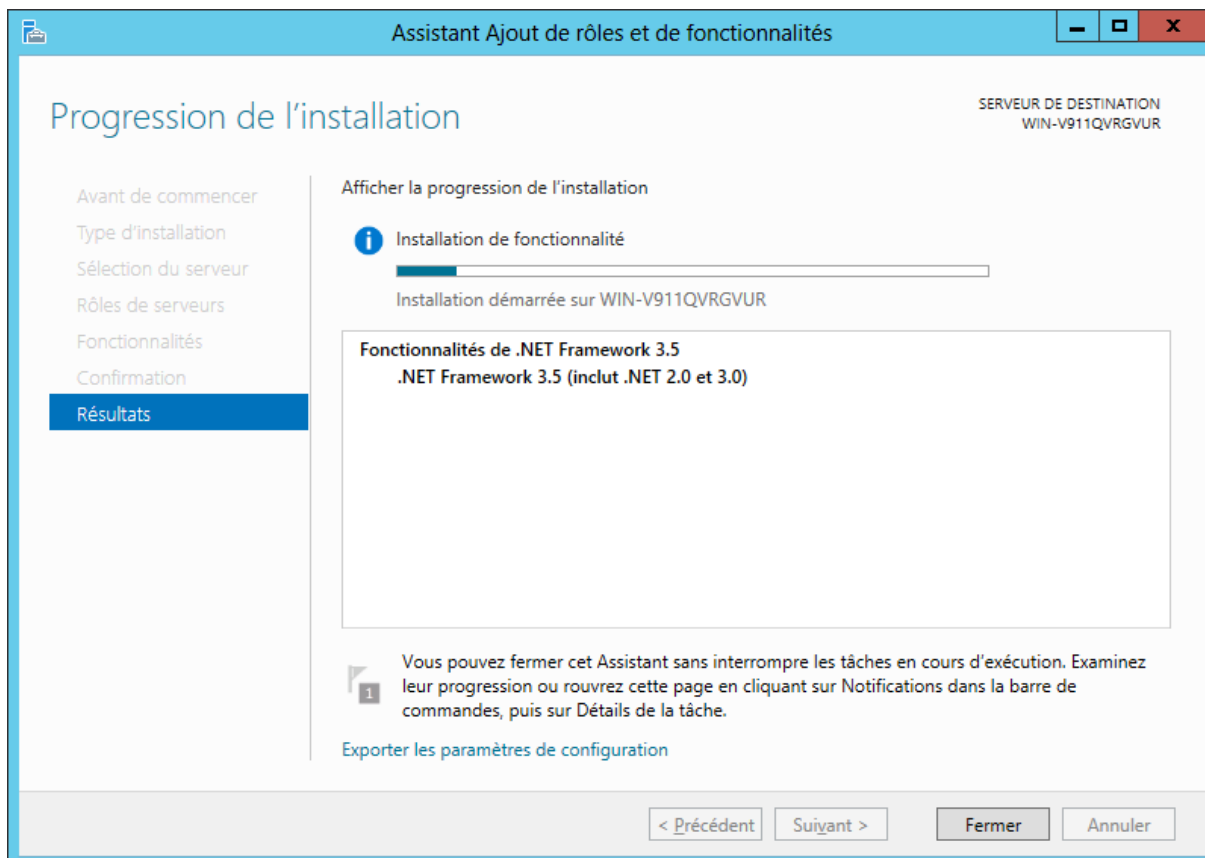 Assistant Ajout de rôles et de fonctionnalités
Progression de l'installation
SERVEUR DE DESTINATION
WIN-V911QVRGVUR
Avant de commencer
Type d'installation
Sélection du serveur
Rôles de serveurs
Fonctionnalités
Confirmation
Résultats
Afficher la progression de l'installation
Installation de fonctionnalité
Installation démarrée sur WIN-V911QVRGVUR
Fonctionnalités de .NET Framework 3.5
.NET Framework 3.5 (inclut .NET 2.0 et 3.0)
1
Vous pouvez fermer cet Assistant sans interrompre les tâches en cours d'exécution. Examinez
leur progression ou rouvrez cette page en cliquant sur Notifications dans la barre de
commandes, puis sur Détails de la tâche.
Exporter les paramètres de configuration
< Précédent
Suivant >
Fermer
Annuler